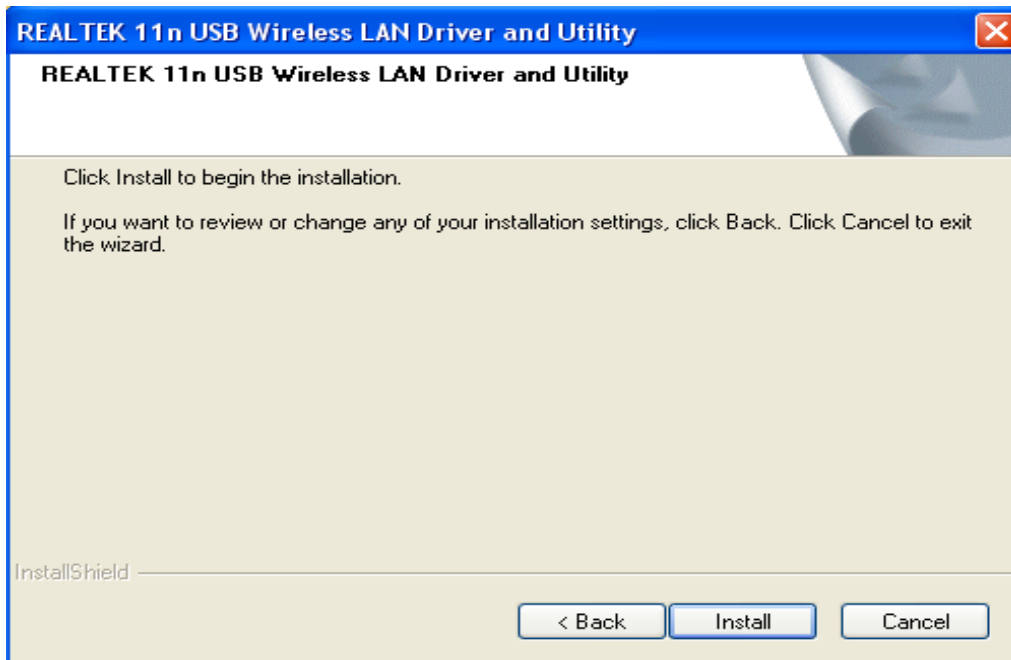 REALTEK 11n USB Wireless LAN Driver and Utility
REALTEK 11n USB Wireless LAN Driver and Utility
Click Install to begin the installation.
If you want to review or change any of your installation settings, click Back. Click Cancel to exit
the wizard.
InstallShield
< Back Install Cancel